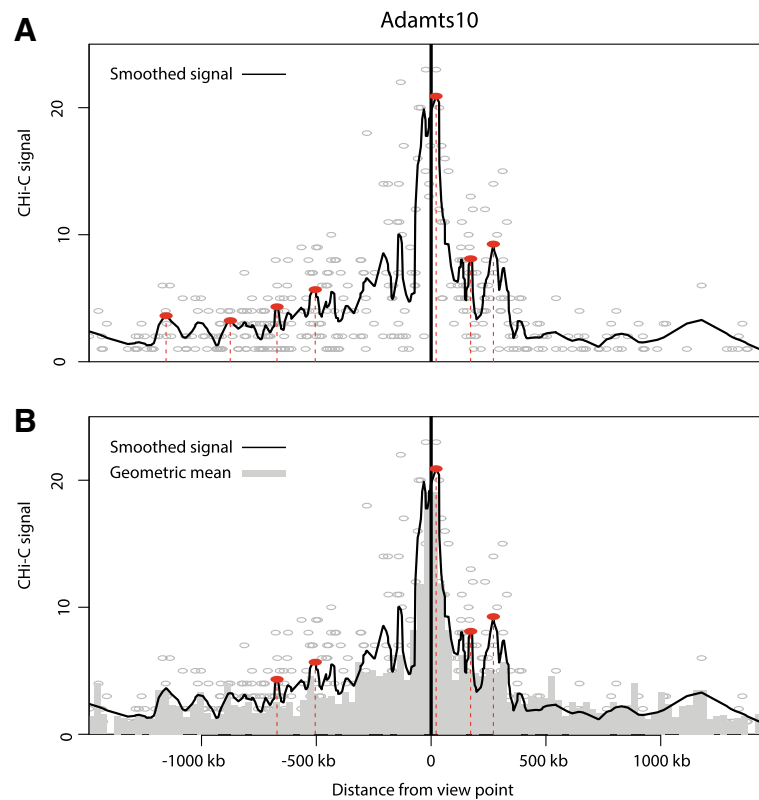 Adamts10
A
Smoothed signal
CHi-C signal
20
10
0
B
Smoothed signal
Geometric mean
CHi-C signal
20
10
0
-1000 kb -500 kb 0 500 kb 1000 kb
Distance from view point